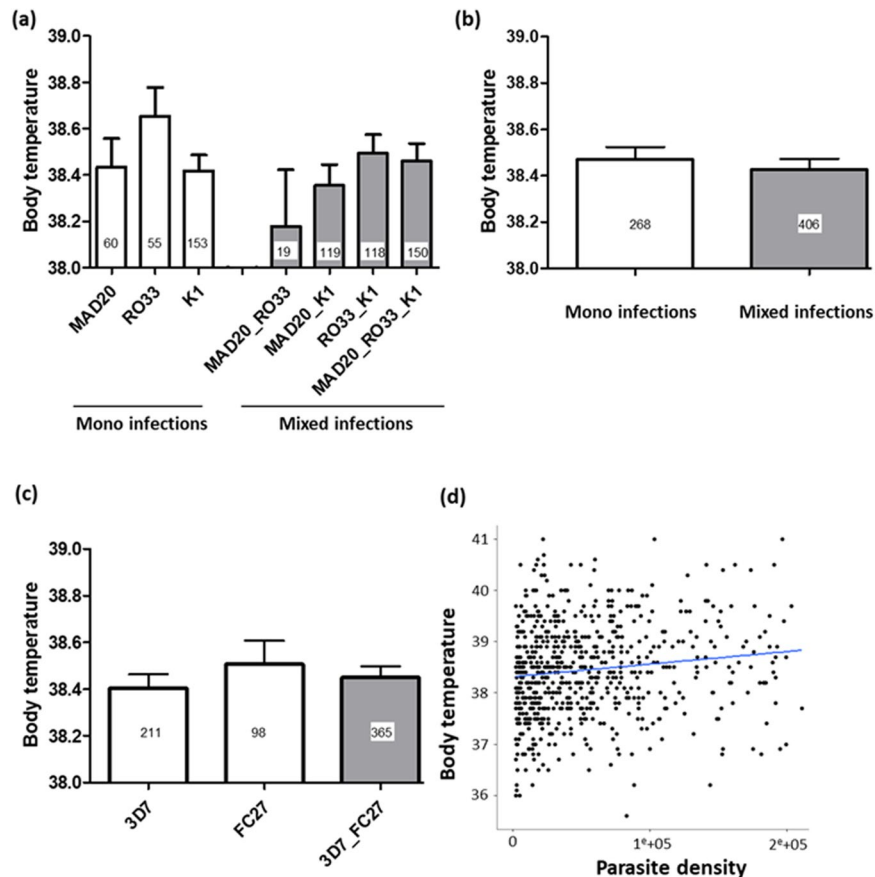 (a)
Body temperature
39.0
38.8
38.6
38.4
38.2
38.0
60
55
153
19
119
118
150
MAD20
RO33
K1
MAD20_RO33
MAD20_K1
RO33_K1
MAD20_RO33_K1
Mono infections
Mixed infections
(b)
Body temperature
39.0
38.8
38.6
38.4
38.2
38.0
268
406
Mono infections
Mixed infections
(c)
Body temperature
39.0
38.8
38.6
38.4
38.2
38.0
211
98
365
3D7
FC27
3D7_FC27
(d)
Body temperature
41
40
39
38
37
36
0
1e+05
2e+05
Parasite density